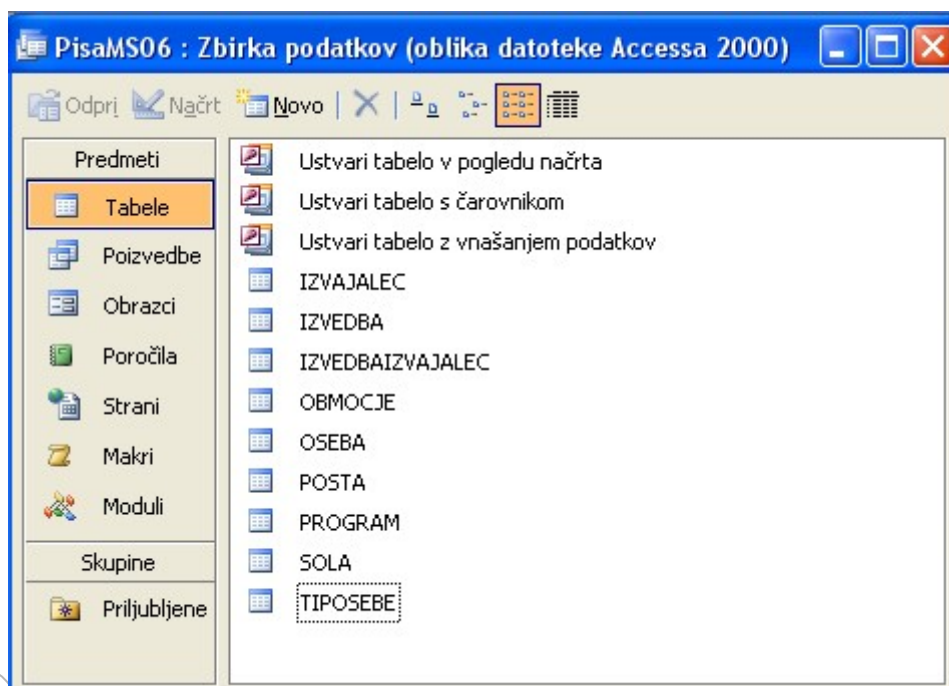 PisaMS06 : Zbirka podatkov (oblika datoteke Accessa 2000)
Odpri Načrt Novo
Predmeti
Tabele
Poizvedbe
Obrazci
Poročila
Strani
Makri
Moduli
Skupine
Priljubljene
Ustvari tabelo v pogledu načrta
Ustvari tabelo s čarovnikom
Ustvari tabelo z vnašanjem podatkov
IZVAJALEC
IZVEDBA
IZVEDBAIZVAJALEC
OBMOCJE
OSEBA
POSTA
PROGRAM
SOLA
TIPOSEBE